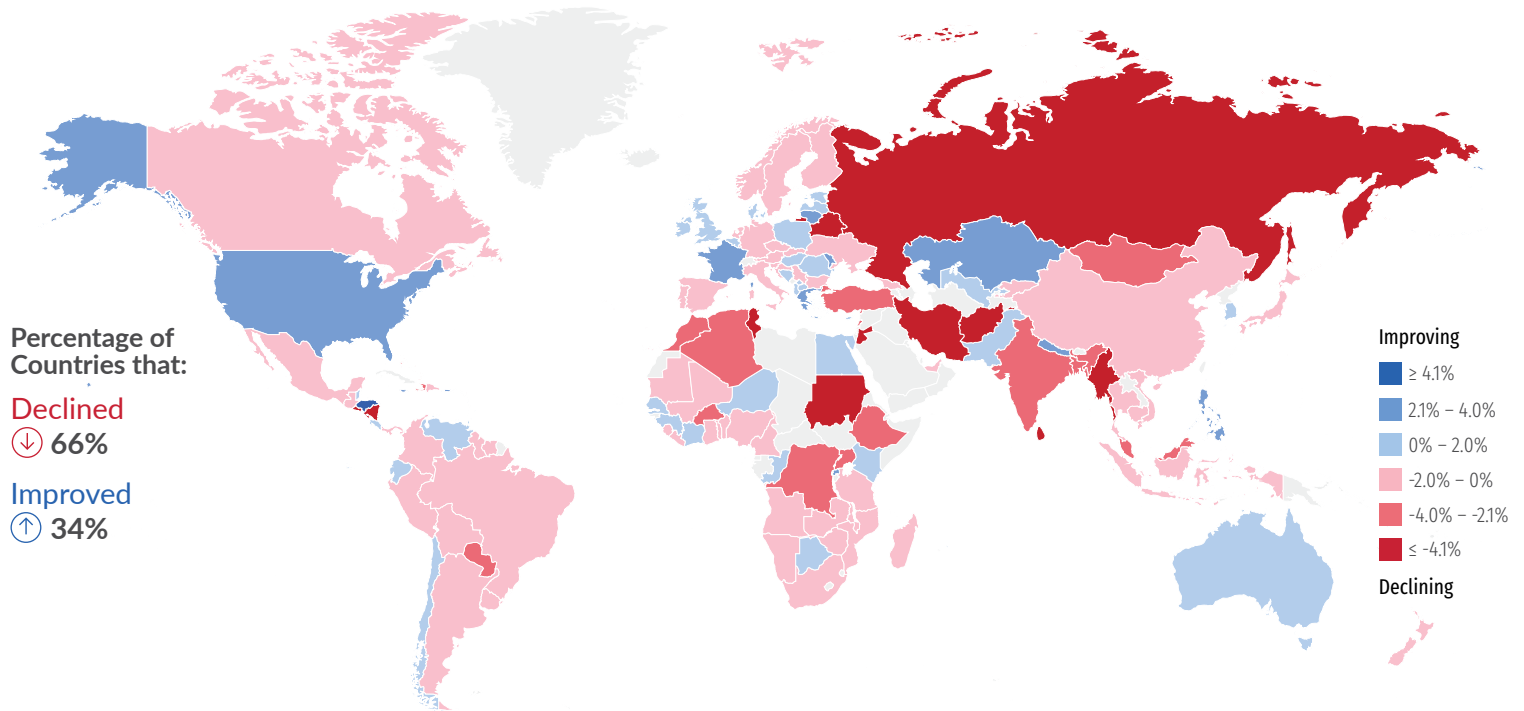 Percentage of
Countries that:
Declined
66%
Improved
34%
Improving
≥ 4.1%
2.1% – 4.0%
0% – 2.0%
-2.0% – 0%
-4.0% – -2.1%
≤ -4.1%
Declining